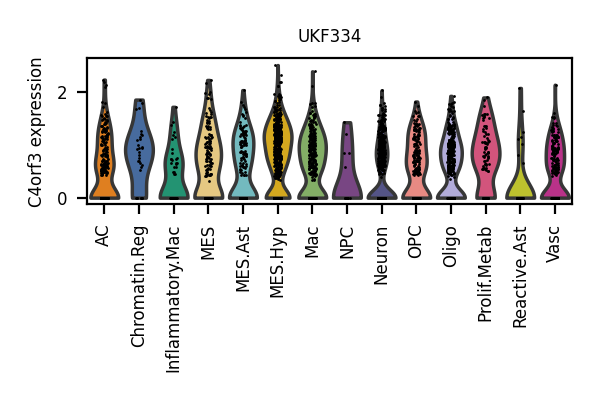 UKF334
C4orf3 expression
2
0
AC
Chromatin.Reg
Inflammatory.Mac
MES
MES.Ast
MES.Hyp
Mac
NPC
Neuron
OPC
Oligo
Prolif.Metab
Reactive.Ast
Vasc